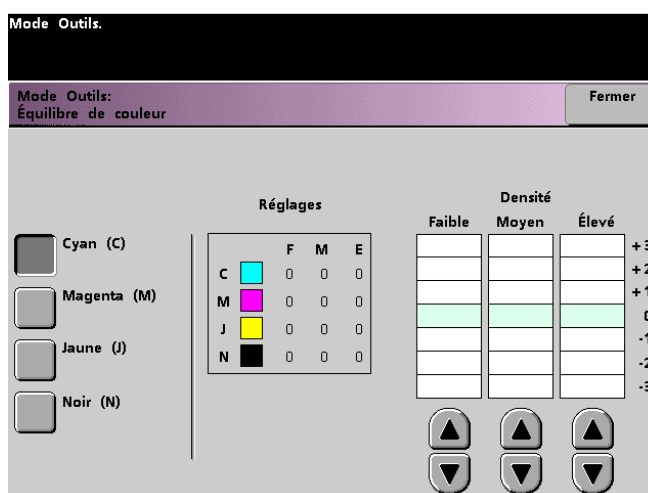 Mode Outils.
Mode Outils:
Équilibre de couleur
Fermer
Réglages
Densité
Faible Moyen Élevé
Cyan (C)
Magenta (M)
Jaune (J)
Noir (N)
F M E
C 0 0 0
M 0 0 0
J 0 0 0
N 0 0 0
+3
+2
+1
0
-1
-2
-3